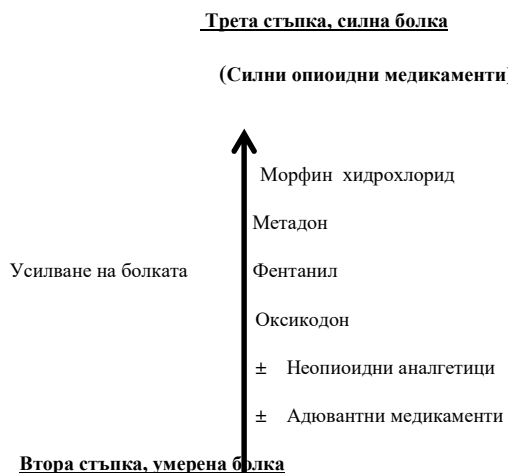 Трета стъпка, силна болка
(Силни опиоидни медикаменти)
Морфин хидрохлорид
Метадон
Усилване на болката
Фентанил
Оксикодон
± Неопиоидни аналгетици
± Адювантни медикаменти
Втора стъпка, умерена болка